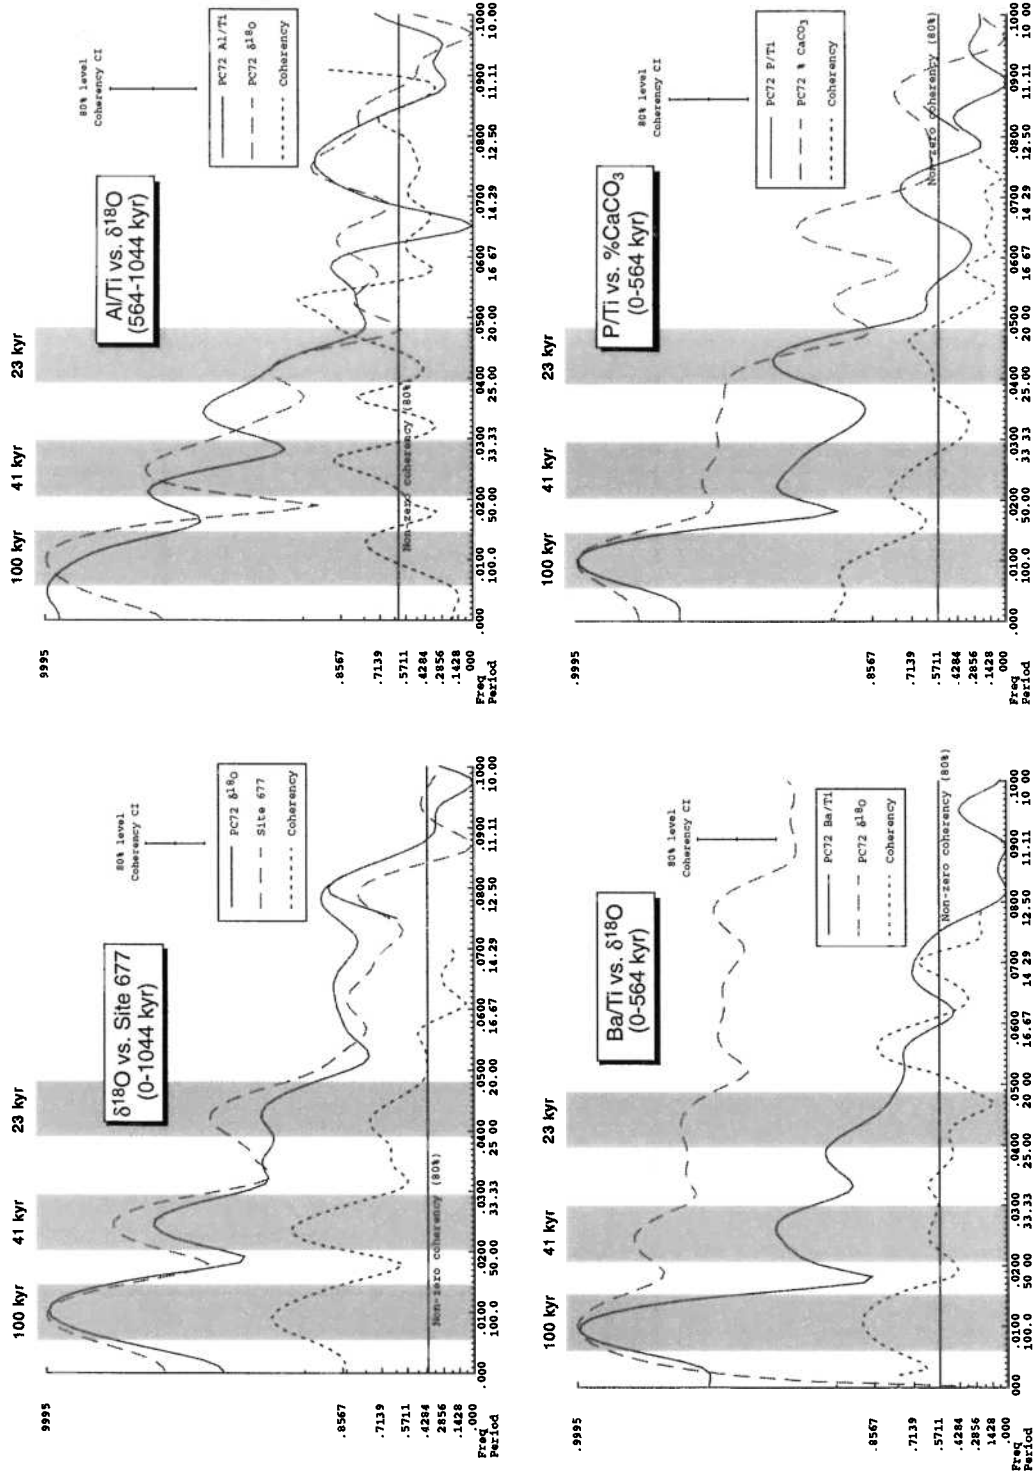 100 kyr 41 kyr 23 kyr
δ18O vs. Site 677
(0-1044 kyr)
80% level
Coherency CI
PC72 δ18O
Site 677
Coherency
Non-zero coherency (80%)
9995
.8567
.7139
.5711
.4284
2856
.1428
.000
Freq .000 .0100 .0200 .0300 .0400 .0500 .0600 .0700 .0800 .0900 .1000
Period 100.0 50.00 33.33 25 00 20.00 16.67 14.29 12.50 11.11 10.00
100 kyr 41 kyr 23 kyr
Al/Ti vs. δ18O
(564-1044 kyr)
80% level
Coherency CI
PC72 Al/Ti
PC72 δ18O
Coherency
Non-zero coherency (80%)
.9995
.8567
.7139
.5711
.4284
.2856
.1428
000
Freq .000 .0100 .0200 .0300 .0400 .0500 .0600 .0700 .0800 .0900 .1000
Period 100.0 50.00 33.33 25.00 20.00 16 67 14.29 12.50 11.11 10 00
100 kyr 41 kyr 23 kyr
Ba/Ti vs. δ18O
(0-564 kyr)
80% level
Coherency CI
PC72 Ba/Ti
PC72 δ18O
Coherency
Non-zero coherency (80%)
.9995
.8567
.7139
.5711
.4284
.2856
1428
.000
Freq 000 .0100 .0200 .0300 .0400 .0500 .0600 .0700 .0800 .0900 .1000
Period 100.0 50 00 33.33 25.00 20 00 16.67 14 29 12.50 11.11 10 00
100 kyr 41 kyr 23 kyr
P/Ti vs. %CaCO3
(0-564 kyr)
80% level
Coherency CI
PC72 P/Ti
PC72 % CaCO3
Coherency
Non-zero coherency (80%)
.9995
.8567
.7139
.5711
.4284
.2856
.1428
000
Freq .000 .0100 .0200 .0300 .0400 .0500 .0600 .0700 .0800 .0900 .1000
Period 100.0 50.00 33.33 25.00 20 00 16.67 14.29 12.50 11.11 10 00